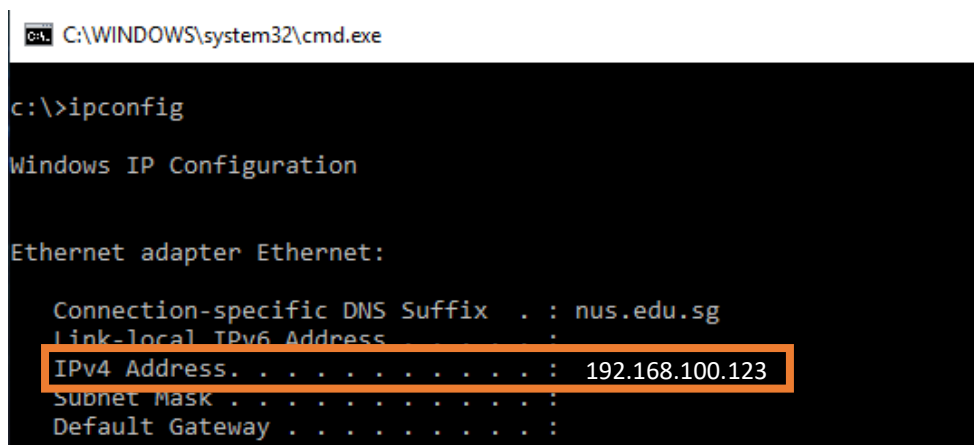 C:\WINDOWS\system32\cmd.exe
c:\>ipconfig
Windows IP Configuration
Ethernet adapter Ethernet:
Connection-specific DNS Suffix . : nus.edu.sg
Link-local IPv6 Address . . . . . :
IPv4 Address. . . . . . . . . . . : 192.168.100.123
Subnet Mask . . . . . . . . . . . :
Default Gateway . . . . . . . . . :